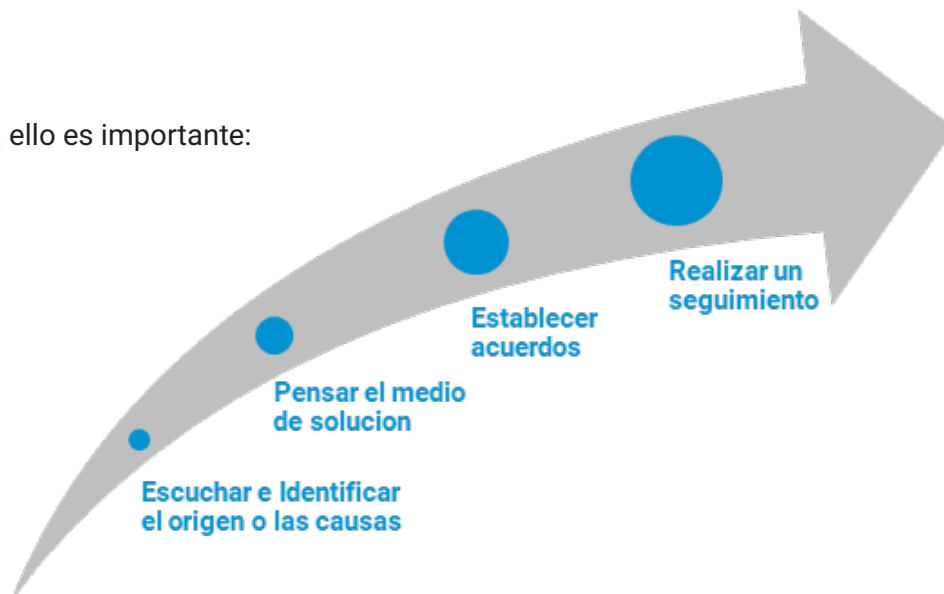 ello es importante:
Realizar un
seguimiento
Establecer
acuerdos
Pensar el medio
de solucion
Escuchar e Identificar
el origen o las causas